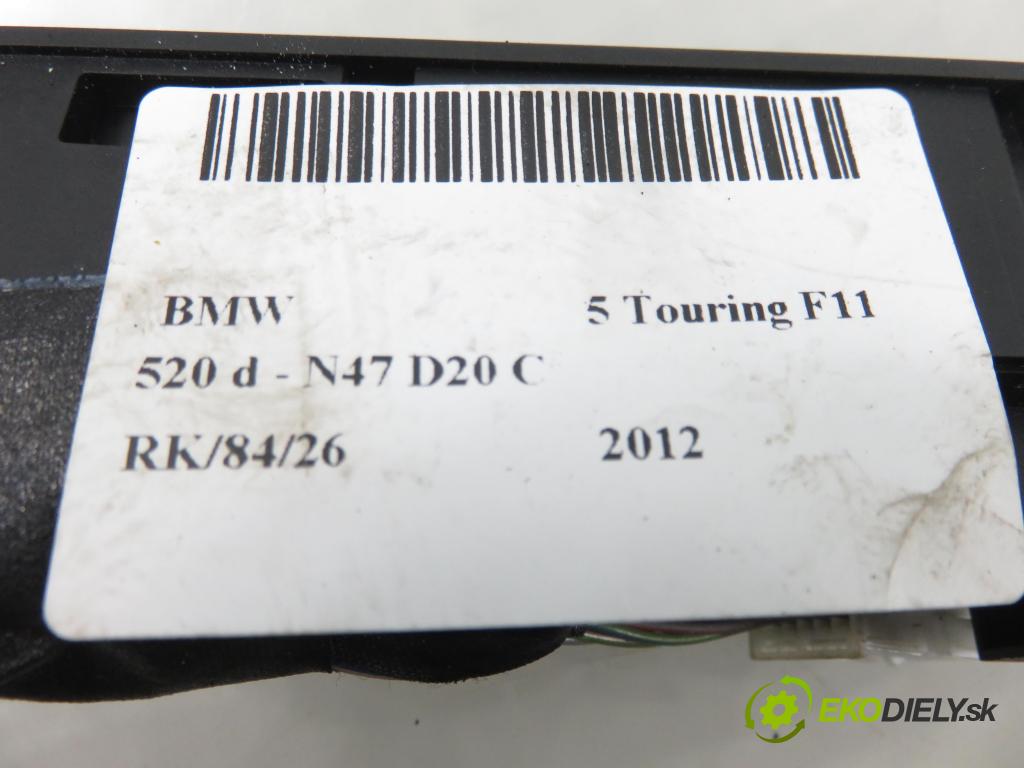 BMW 5 Touring F11
520 d - N47 D20 C
RK/84/26 2012
EKODIELY.sk